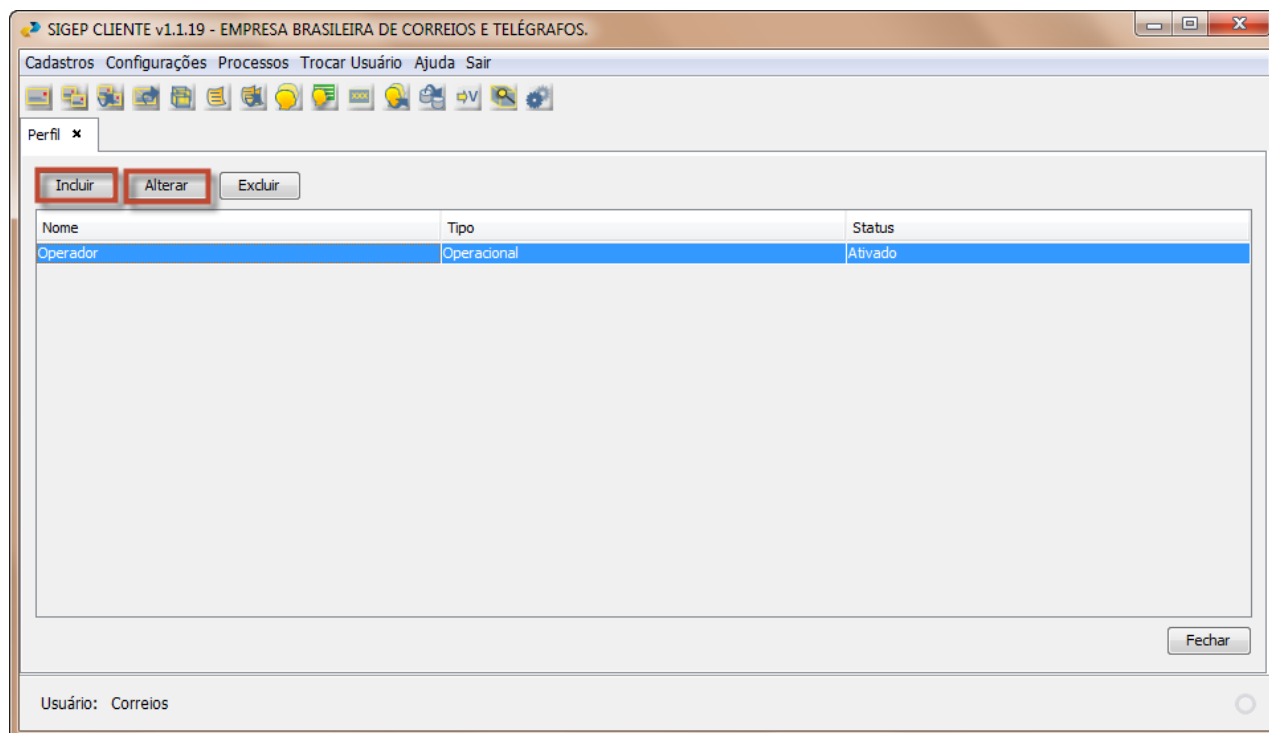 SIGEP CLIENTE v1.1.19 - EMPRESA BRASILEIRA DE CORREIOS E TELÉGRAFOS.
Cadastros Configurações Processos Trocar Usuário Ajuda Sair
Perfil
Incluir Alterar Excluir
Nome Tipo Status
Operador Operacional Ativado
Fechar
Usuário: Correios